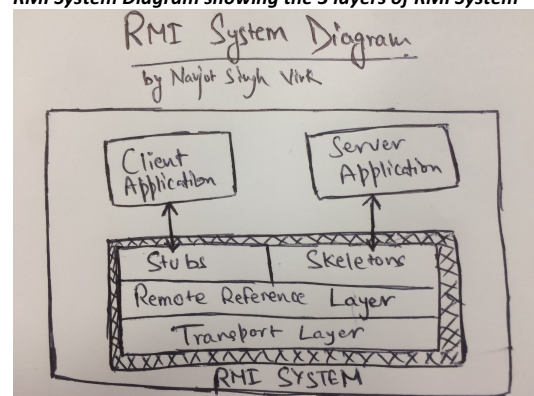 RMI System Diagram showing the 3 layers of RMI System
RMI System Diagram
by Navjot Singh Virk
Client
Application
Server
Application
Stubs
Skeletons
Remote Reference Layer
Transport Layer
RMI SYSTEM